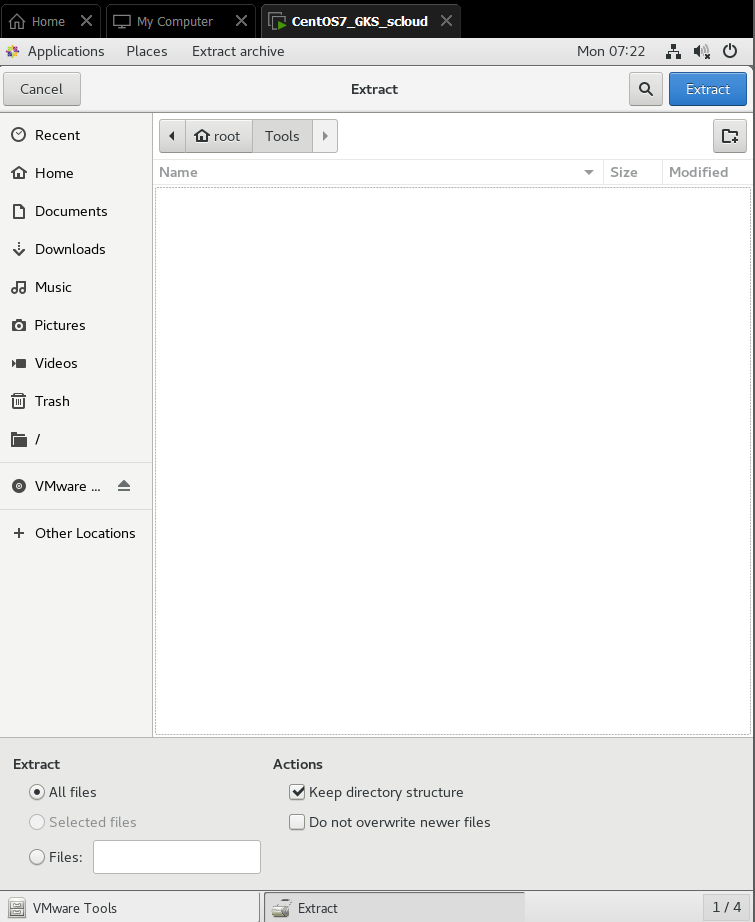 Home My Computer CentOS7_GKS_scloud
Applications Places Extract archive Mon 07:22
Cancel Extract Extract
Recent
Home
Documents
Downloads
Music
Pictures
Videos
Trash
/
VMware ...
Other Locations
root Tools
Name Size Modified
Extract
All files
Selected files
Files:
Actions
Keep directory structure
Do not overwrite newer files
VMware Tools Extract 1 / 4